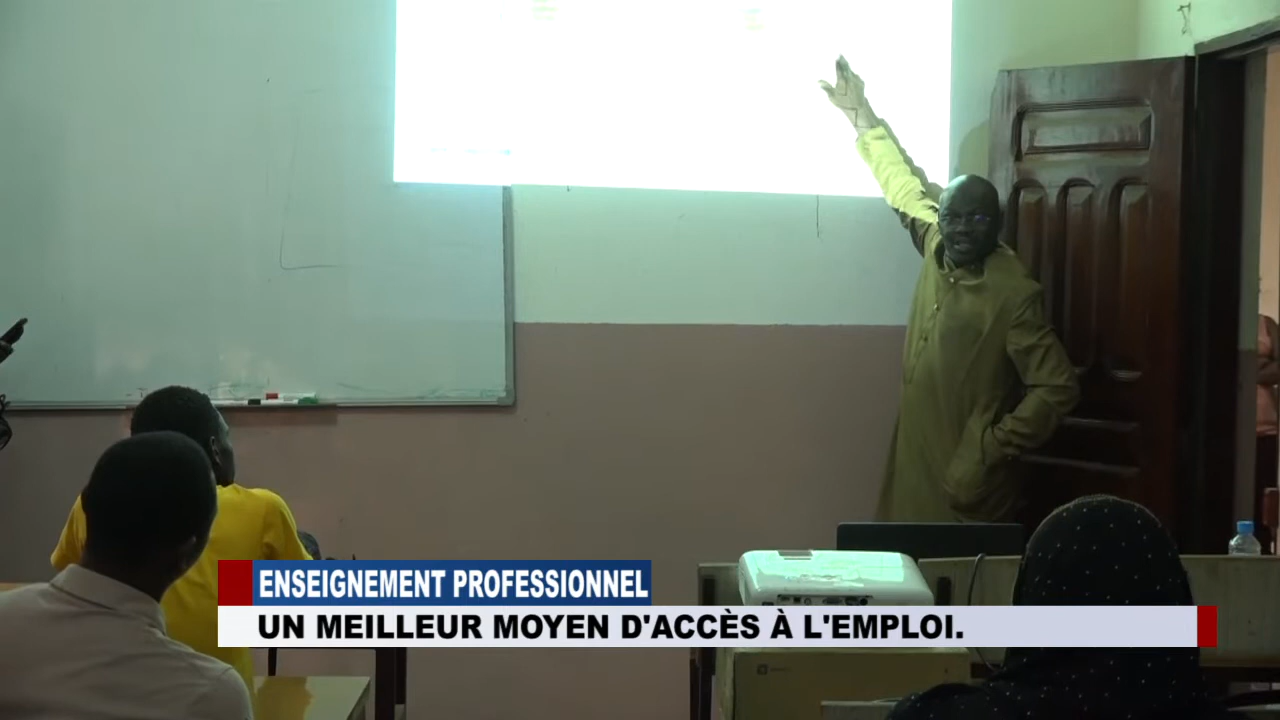 ENSEIGNEMENT PROFESSIONNEL
UN MEILLEUR MOYEN D'ACCÈS À L'EMPLOI.